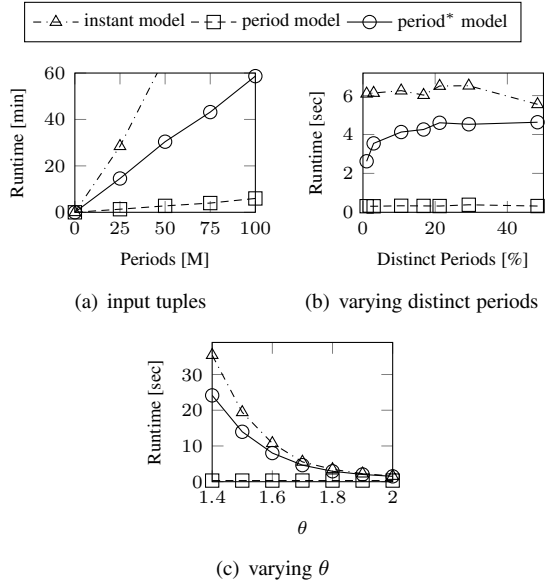 instant model period model period* model
60
40
20
0
Runtime [min]
0 25 50 75 100
Periods [M]
(a) input tuples
6
4
2
0
Runtime [sec]
0 20 40
Distinct Periods [%]
(b) varying distinct periods
30
20
10
0
Runtime [sec]
1.4 1.6 1.8 2
θ
(c) varying θ